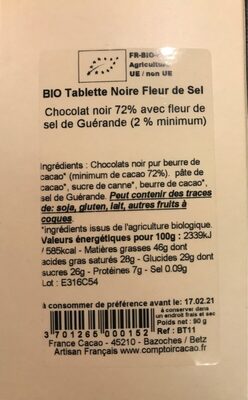 FR-BIO-
Agricultur
UE / non UE
BIO Tablette Noire Fleur de Sel
Chocolat noir 72% avec fleur de
sel de Guérande (2 % minimum)
Ingrédients : Chocolats noir pur beurre de
cacao* (minimum de cacao 72%). pâte de
cacao*, sucre de canne*, beurre de cacao*,
sel de Guérande. Peut contenir des traces
de: soja, gluten, lait, autres fruits à
coques.
*ingredients issus de l'agriculture biologique.
Valeurs énergétiques pour 100g : 2339kJ
/ 585kcal - Matières grasses 46g dont
acides gras saturés 28g - Glucides 29g dont
sucres 26g - Protéines 7g - Sel 0.09g
Lot : E316C54
à consommer de préférence avant le: 17.02.21
à conserver dans
un endroit frais et sec
Poids net: 90 g
Ref : BT11
3 701265 000152
France Cacao - 45210 - Bazoches / Betz
Artisan Français www.comptoircacao.fr